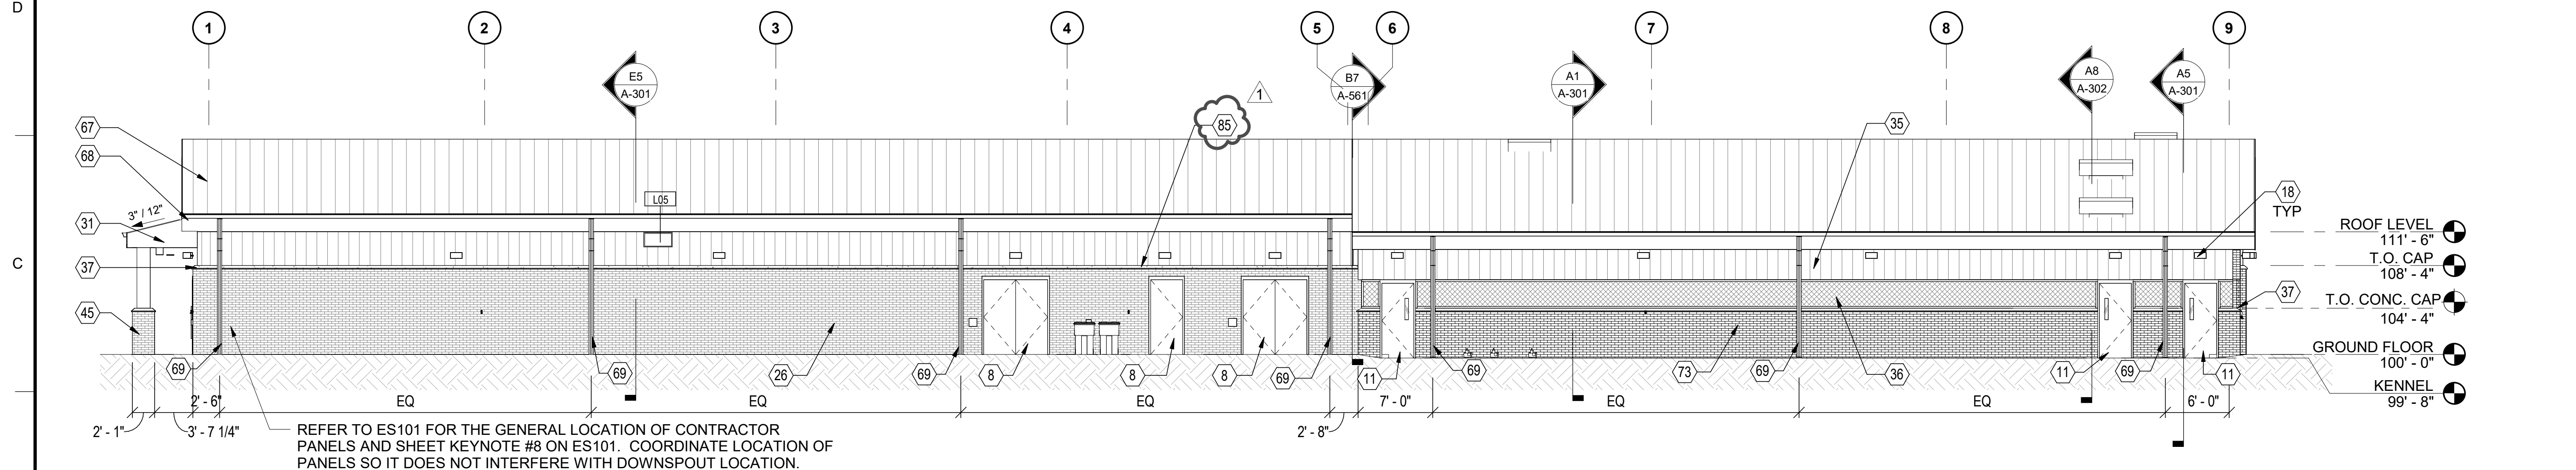 D
1
2
3
4
5
6
7
8
9
E5
A-301
B7
A-561
A1
A-301
A8
A-302
A5
A-301
1
85
67
68
35
18
TYP
L05
3" / 12"
31
37
45
ROOF LEVEL
111' - 6"
T.O. CAP
108' - 4"
T.O. CONC. CAP
104' - 4"
GROUND FLOOR
100' - 0"
KENNEL
99' - 8"
C
37
69
26
69
69
8
8
8
69
11
69
73
69
36
11
69
11
2' - 6"
EQ
EQ
EQ
7' - 0"
EQ
EQ
6' - 0"
2' - 1"
3' - 7 1/4"
2' - 8"
REFER TO ES101 FOR THE GENERAL LOCATION OF CONTRACTOR
PANELS AND SHEET KEYNOTE #8 ON ES101. COORDINATE LOCATION OF
PANELS SO IT DOES NOT INTERFERE WITH DOWNSPOUT LOCATION.